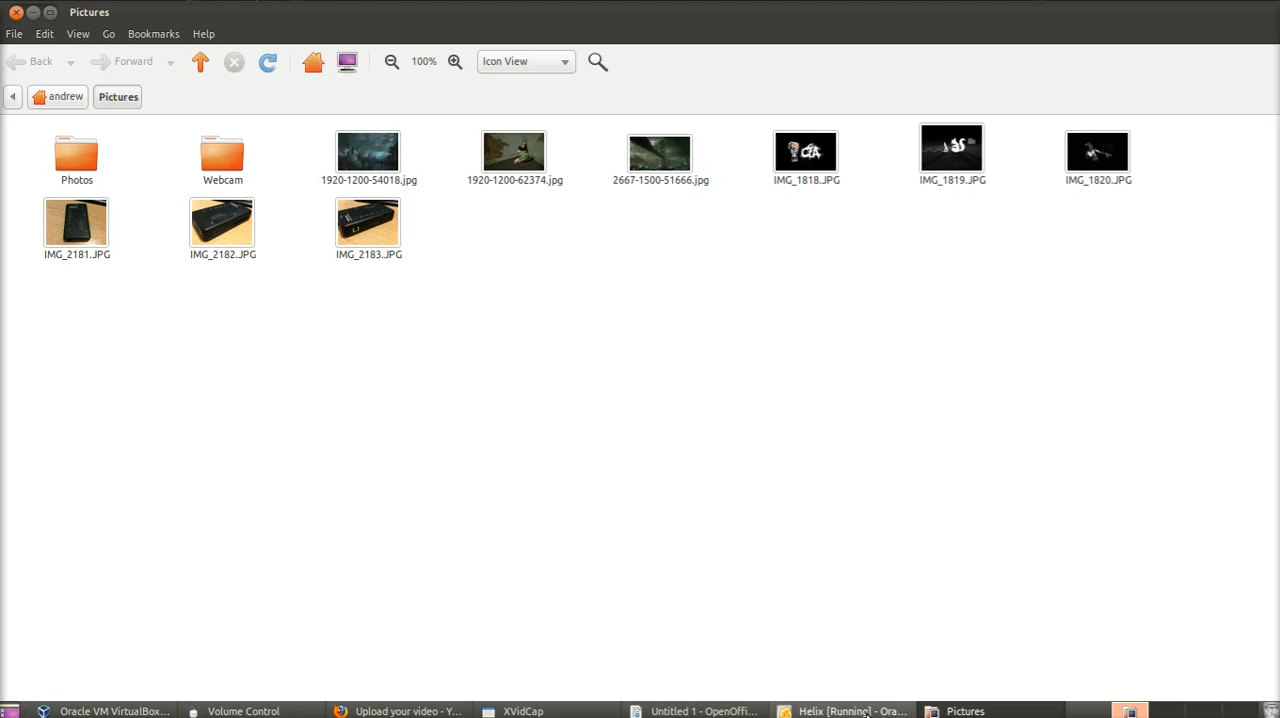 Pictures
File Edit View Go Bookmarks Help
Back Forward 100% Icon View
andrew Pictures
Photos Webcam 1920-1200-54018.jpg 1920-1200-62374.jpg 2667-1500-51666.jpg IMG_1818.JPG IMG_1819.JPG IMG_1820.JPG
IMG_2181.JPG IMG_2182.JPG IMG_2183.JPG
Oracle VM VirtualBox... Volume Control Upload your video - Y... XVidCap Untitled 1 - OpenOffi... Helix [Running] - Ora... Pictures